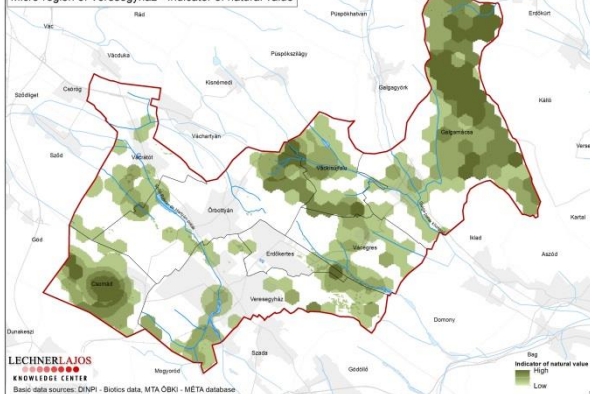 Micro region of Veresegyház - Indicator of natural value
Vác
Rád
Püspökhatvan
Erdőkürt
Vácduka
Püspökszilágy
Sződliget
Csörög
Kisnémedi
Galgagyörk
Kálló
Váchartyán
Sződ
Vácrátót
Galgamácsa
Váckisújfalu
Őrbottyán
Kartal
Göd
Vácegres
Iklad
Aszód
Erdőkertes
Csomád
Veresegyház
Domony
Dunakeszi
Szada
Mogyoród
Gödöllő
Bag
LECHNERLAJOS
KNOWLEDGE CENTER
Basic data sources: DINPI - Biotics data, MTA ÖBKI - MÉTA database
Indicator of natural value
High
Low